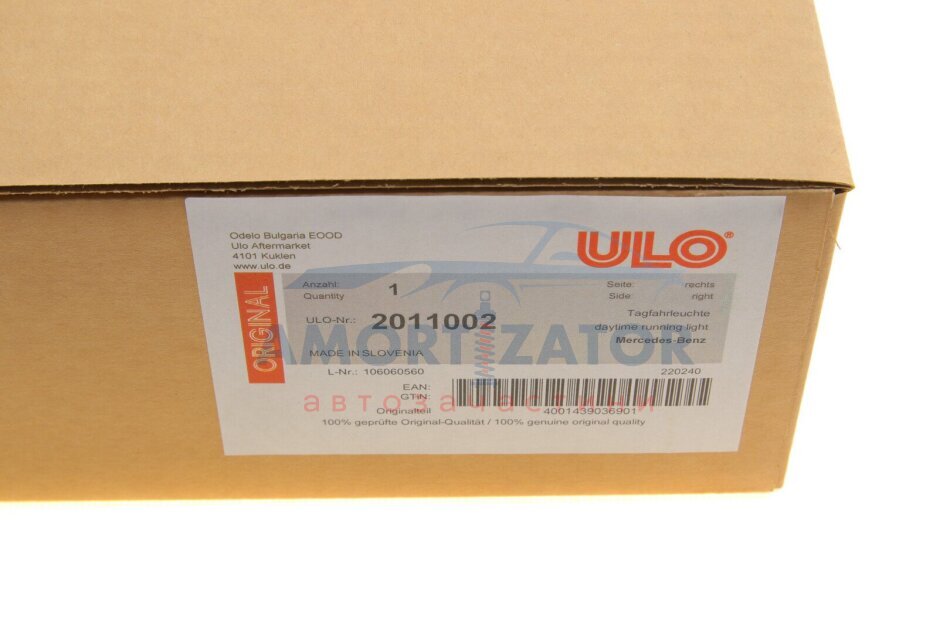 Odelo Bulgaria EOOD
Ulo Aftermarket
4101 Kuklen
www.ulo.de
ULO®
ORIGINAL
Anzahl: 1 Seite: rechts
Quantity Side: right
ULO-Nr.: 2011002 Tagfahrleuchte
daytime running light
Mercedes-Benz
AMORTIZATOR
MADE IN SLOVENIA
L-Nr.: 106060560 220240
EAN:
GTIN:
автозапчастини
Originalteil 4001439036901
100% geprüfte Original-Qualität / 100% genuine original quality